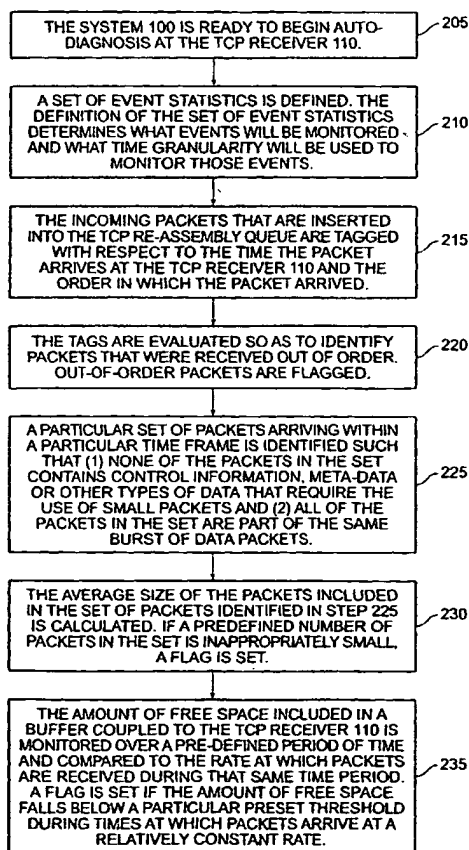 THE SYSTEM 100 IS READY TO BEGIN AUTO-
DIAGNOSIS AT THE TCP RECEIVER 110.
205
A SET OF EVENT STATISTICS IS DEFINED. THE
DEFINITION OF THE SET OF EVENT STATISTICS
DETERMINES WHAT EVENTS WILL BE MONITORED
AND WHAT TIME GRANULARITY WILL BE USED TO
MONITOR THOSE EVENTS.
210
THE INCOMING PACKETS THAT ARE INSERTED
INTO THE TCP RE-ASSEMBLY QUEUE ARE TAGGED
WITH RESPECT TO THE TIME THE PACKET
ARRIVES AT THE TCP RECEIVER 110 AND THE
ORDER IN WHICH THE PACKET ARRIVED.
215
THE TAGS ARE EVALUATED SO AS TO IDENTIFY
PACKETS THAT WERE RECEIVED OUT OF ORDER.
OUT-OF-ORDER PACKETS ARE FLAGGED.
220
A PARTICULAR SET OF PACKETS ARRIVING WITHIN
A PARTICULAR TIME FRAME IS IDENTIFIED SUCH
THAT (1) NONE OF THE PACKETS IN THE SET
CONTAINS CONTROL INFORMATION, META-DATA
OR OTHER TYPES OF DATA THAT REQUIRE THE
USE OF SMALL PACKETS AND (2) ALL OF THE
PACKETS IN THE SET ARE PART OF THE SAME
BURST OF DATA PACKETS.
225
THE AVERAGE SIZE OF THE PACKETS INCLUDED
IN THE SET OF PACKETS IDENTIFIED IN STEP 225
IS CALCULATED. IF A PREDEFINED NUMBER OF
PACKETS IN THE SET IS INAPPROPRIATELY SMALL,
A FLAG IS SET.
230
THE AMOUNT OF FREE SPACE INCLUDED IN A
BUFFER COUPLED TO THE TCP RECEIVER 110 IS
MONITORED OVER A PRE-DEFINED PERIOD OF TIME
AND COMPARED TO THE RATE AT WHICH PACKETS
ARE RECEIVED DURING THAT SAME TIME PERIOD.
A FLAG IS SET IF THE AMOUNT OF FREE SPACE
FALLS BELOW A PARTICULAR PRESET THRESHOLD
DURING TIMES AT WHICH PACKETS ARRIVE AT A
RELATIVELY CONSTANT RATE.
235